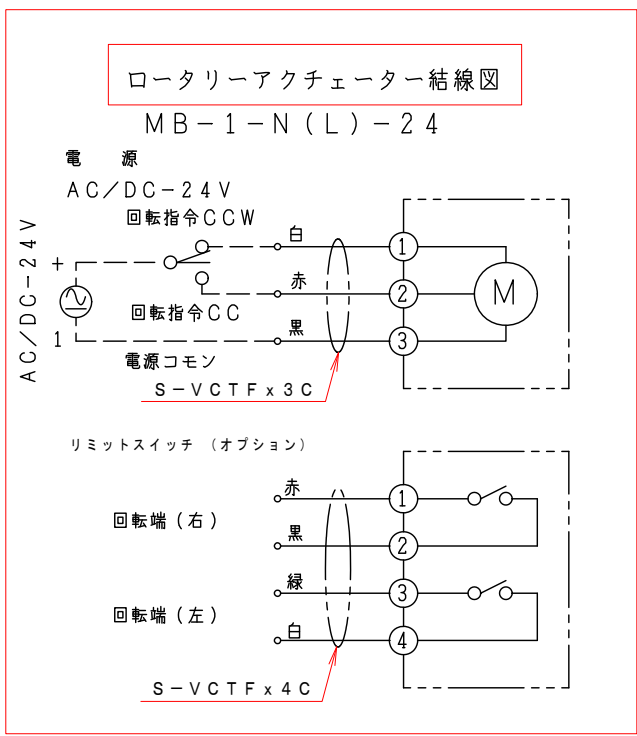 ロータリーアクチェーター結線図
MB-1-N(L)-24
電 源
AC/DC-24V
回転指令CCW
白
AC/DC-24V
+
1
①
赤
②
M
回転指令CC
黒
③
電源コモン
S-VCTFx3C
リミットスイッチ (オプション)
赤
①
回転端(右)
黒
②
緑
③
回転端(左)
白
④
S-VCTFx4C